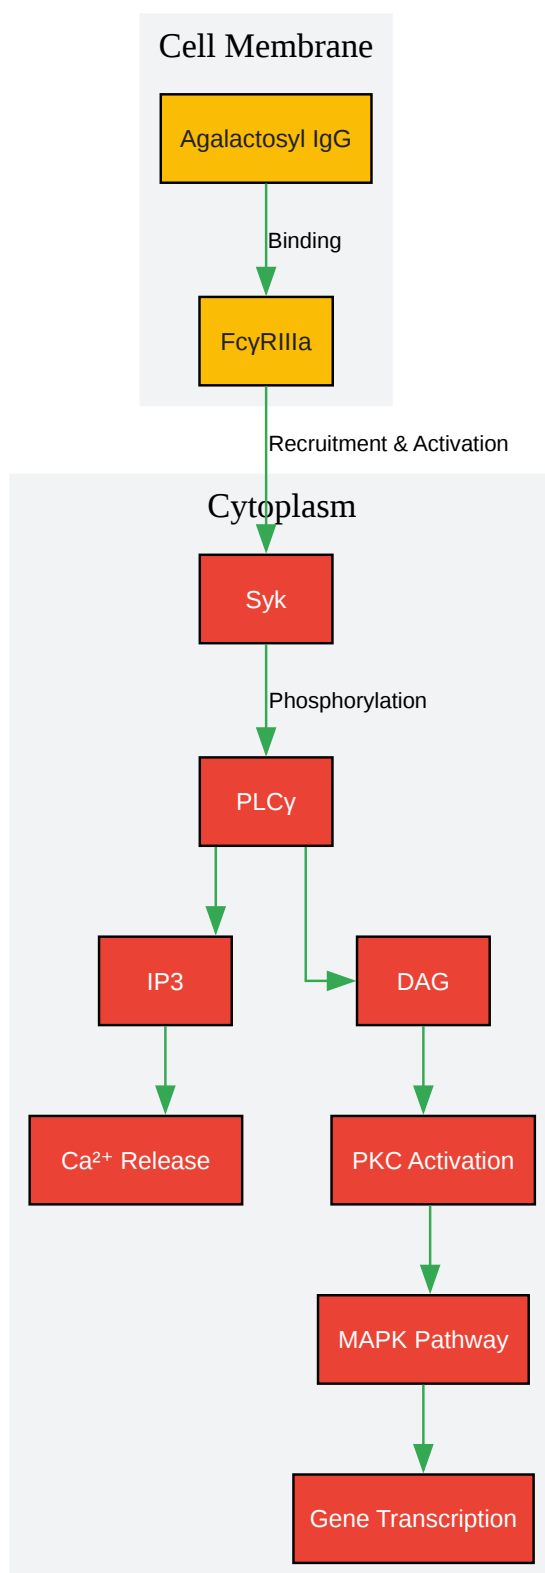 Cell Membrane
Agalactosyl IgG
Binding
FcγRIIIa
Recruitment & Activation
Cytoplasm
Syk
Phosphorylation
PLCγ
IP3
DAG
Ca²⁺ Release
PKC Activation
MAPK Pathway
Gene Transcription